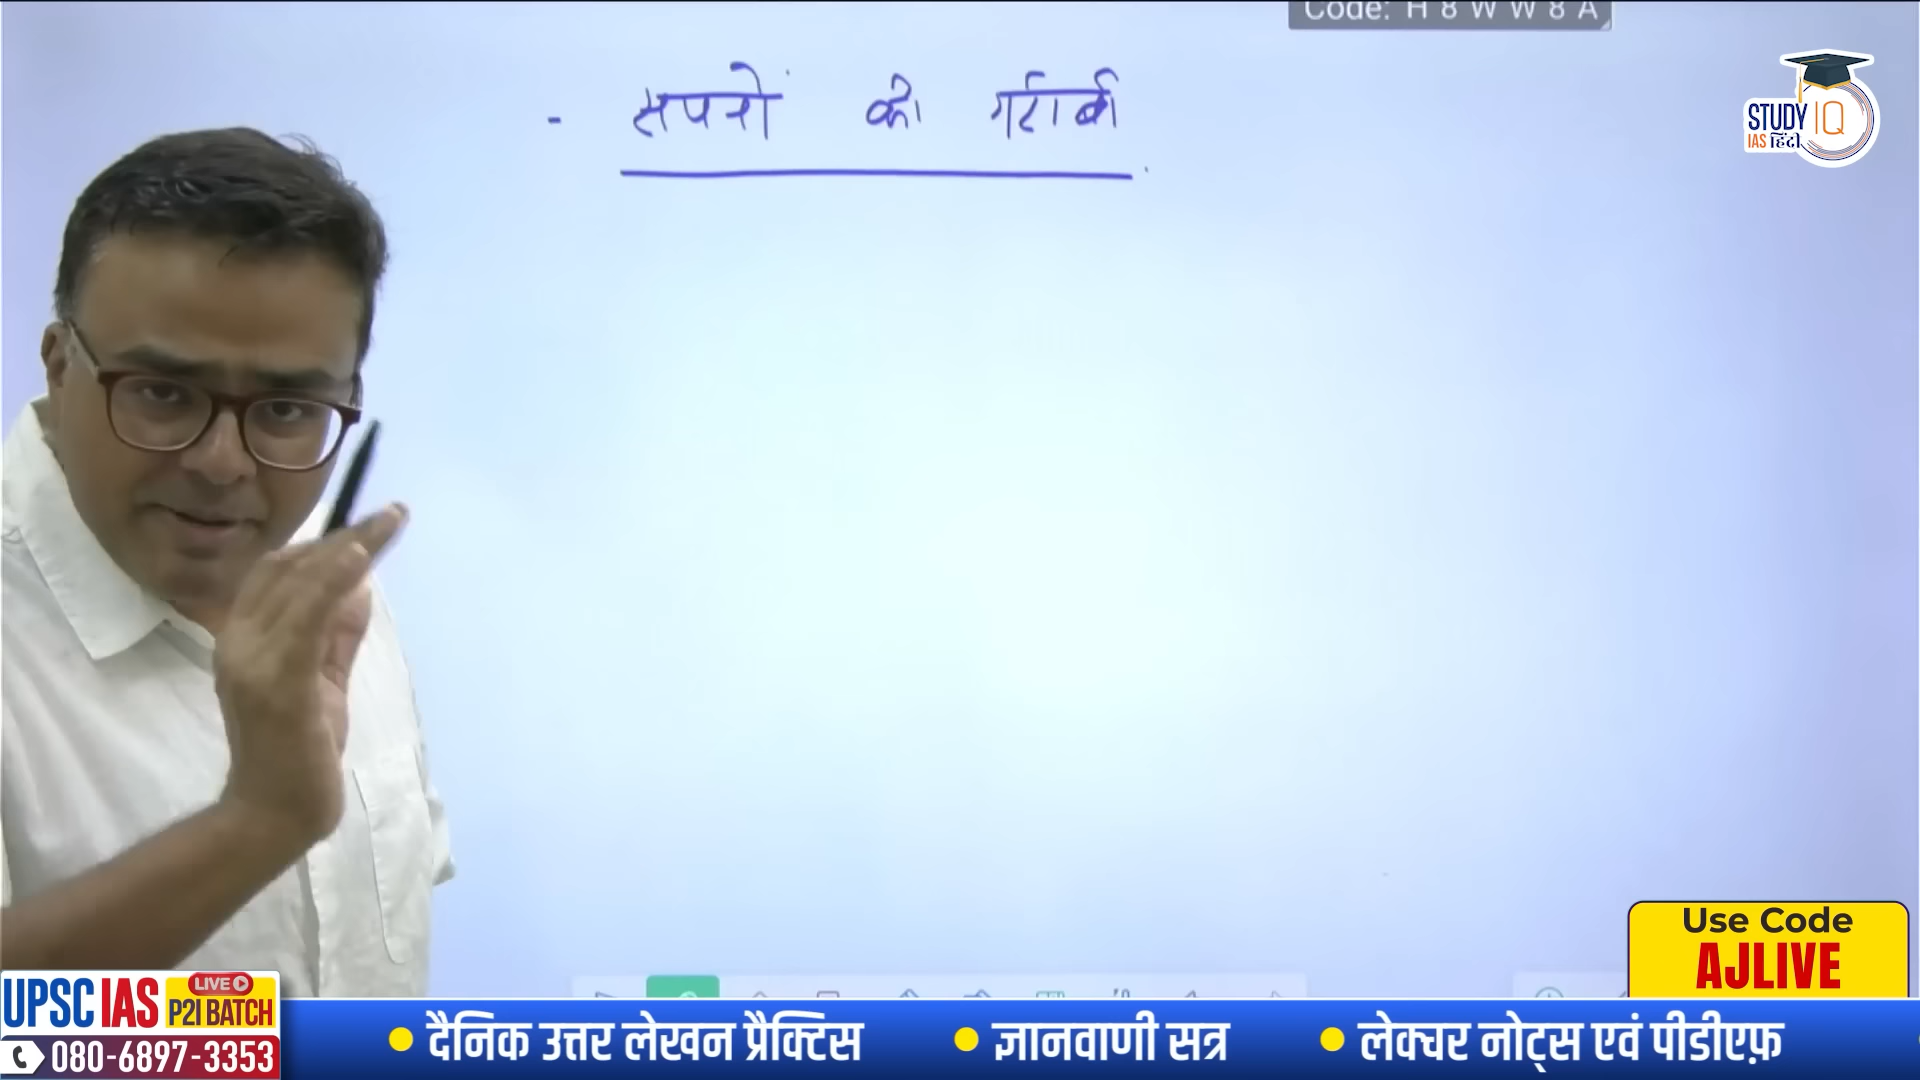 Code: H 8 W W 8 A
STUDY IQ
IAS हिंदी
- सपनों की
Use Code
AJLIVE
UPSC IAS LIVE P2I BATCH
080-6897-3353
• दैनिक उत्तर लेखन प्रैक्टिस • ज्ञानवाणी सत्र • लेक्चर नोट्स एवं पीडीएफ़